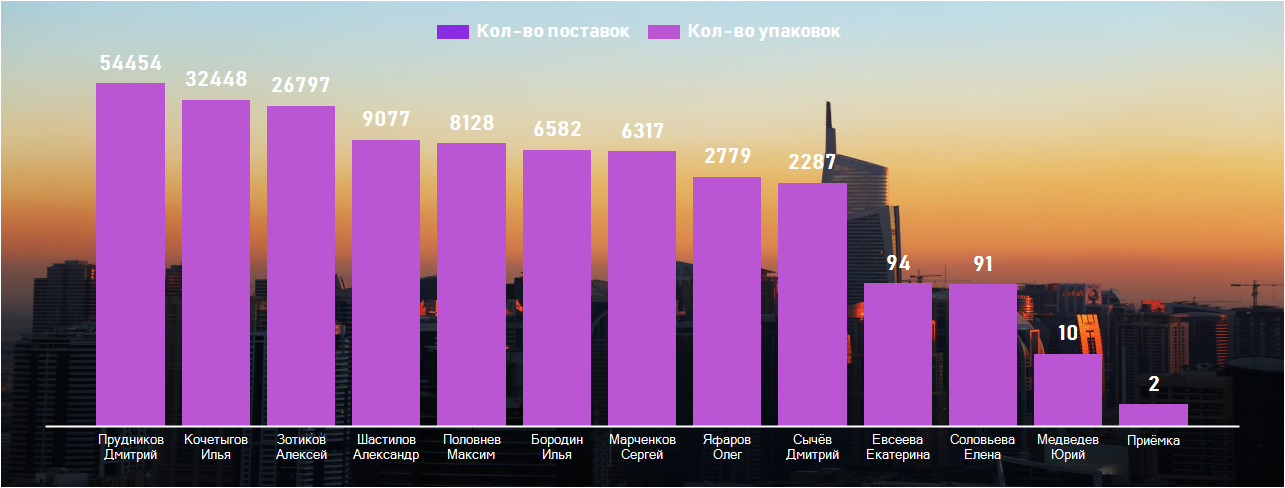 Кол-во поставок Кол-во упаковок
54454
32448
26797
9077
8128
6582
6317
2779
2287
94
91
10
2
Прудников
Дмитрий
Кочетыгов
Илья
Зотиков
Алексей
Шастилов
Александр
Половнев
Максим
Бородин
Илья
Марченков
Сергей
Яфаров
Олег
Сычёв
Дмитрий
Евсеева
Екатерина
Соловьева
Елена
Медведев
Юрий
Приёмка